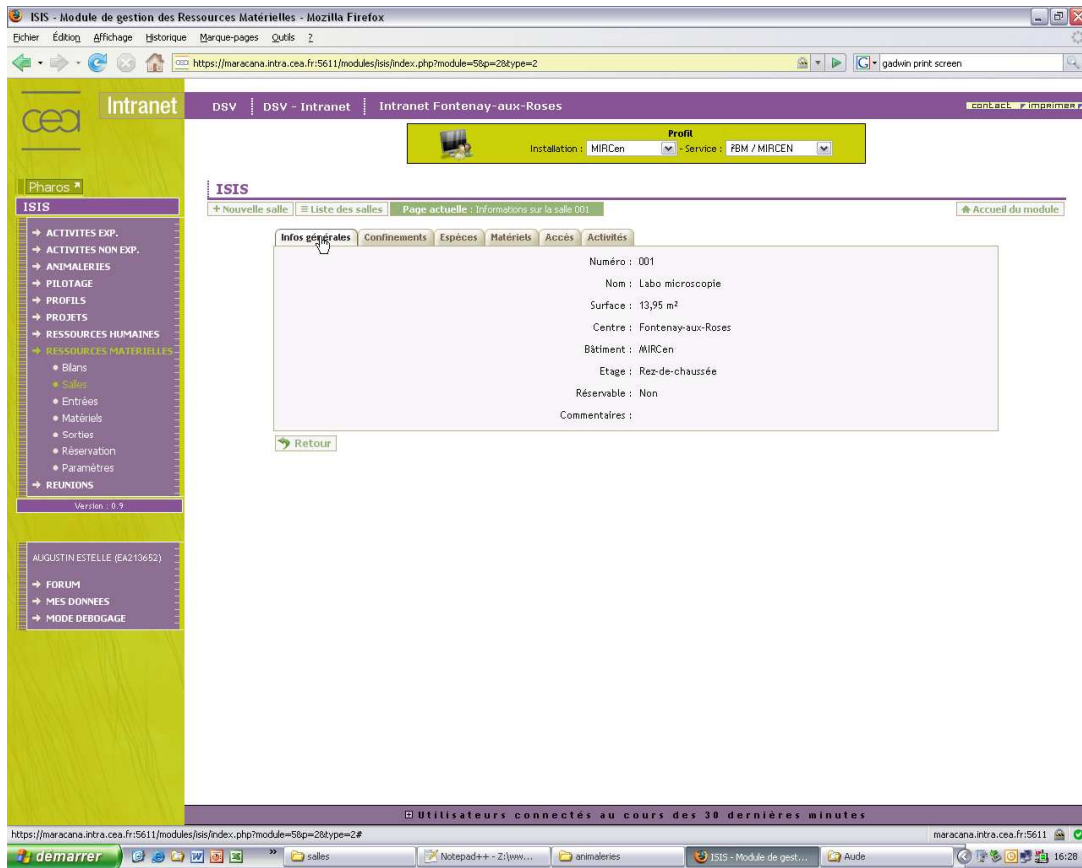 ISIS - Module de gestion des Ressources Matérielles - Mozilla Firefox
Fichier Édition Affichage Historique Marque-pages Outils ?
https://maracana.intra.cea.fr:5611/modules/isis/index.php?module=5&p=2&type=2
gadwin print screen
cea
Intranet
DSV DSV - Intranet Intranet Fontenay-aux-Roses
contact imprimer
Profil
Installation : MIRCen - Service : / MIRCEN
Pharos
ISIS
ISIS
+ Nouvelle salle Liste des salles Page actuelle : Informations sur la salle 001 Accueil du module
Infos générales Confinements Espèces Matériels Accès Activités
Numéro : 001
Nom : Labo microscopie
Surface : 13,95 m²
Centre : Fontenay-aux-Roses
Bâtiment : MIRCen
Etage : Rez-de-chaussée
Réservable : Non
Commentaires :
Retour
ACTIVITES EXP.
ACTIVITES NON EXP.
ANIMALERIES
PILOTAGE
PROFILS
PROJETS
RESSOURCES HUMAINES
RESSOURCES MATERIELLES
Bilans
Salles
Entrées
Matériels
Sorties
Réservation
Paramètres
REUNIONS
Version : 0.9
AUGUSTIN ESTELLE (EA213652)
FORUM
MES DONNEES
MODE DEBOGAGE
Utilisateurs connectés au cours des 30 dernières minutes
https://maracana.intra.cea.fr:5611/modules/isis/index.php?module=5&p=2&type=2# maracana.intra.cea.fr:5611
démarrer » salles Notepad++ - Z:\ww... animaleries ISIS - Module de gest... Aude 16:28